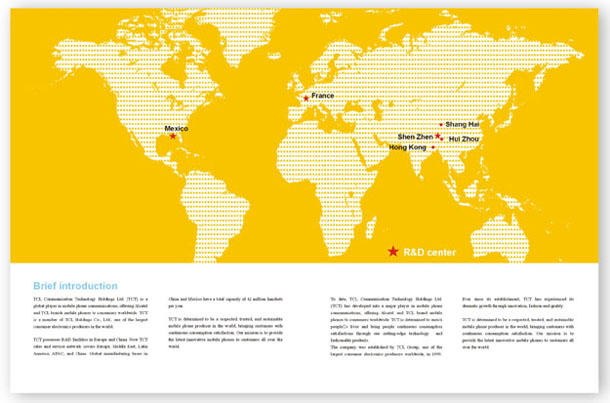 Mexico
France
Shang Hai
Shen Zhen
Hui Zhou
Hong Kong
R&D center
Brief introduction
TCL Communication Technology Holdings Ltd. (TCT) is a
global player in mobile phone communications, offering Alcatel
and TCL-branch mobile phones to consumers worldwide. TCT
is a member of TCL Holdings Co., Ltd., one of the largest
consumer electronics producers in the world.
TCT possesses R&D facilities in Europe and China. Now TCT
sales and service network covers Europe, Middle East, Latin
America, APAC, and China. Global manufacturing bases in
China and Mexico have a total capacity of 42 million handsets
per year.
TCT is determined to be a respected, trusted, and sustainable
mobile phone produces in the world, bringing customers with
continuous consumption satisfaction. Our mission is to provide
the latest innovative mobile phones to customers all over the
world.
To date, TCL Communication Technology Holdings Ltd.
(TCT) has developed into a major player in mobile phone
communications, offering Alcatel and TCL brand mobile
phones to consumers worldwide. TCT is determined to enrich
people's lives and bring people continuous consumption
satisfactions through our cutting-edge technology and
fashionable products.
The company was established by TCL Group, one of the
largest consumer electronics producers worldwide, in 1999.
Ever since its establishment, TCT has experienced its
dramatic growth through innovation, fashion and quality.
TCT is determined to be a respected, trusted, and sustainable
mobile phone produces in the world, bringing customers with
continuous consumption satisfaction. Our mission is to
provide the latest innovative mobile phones to customers all
over the world.